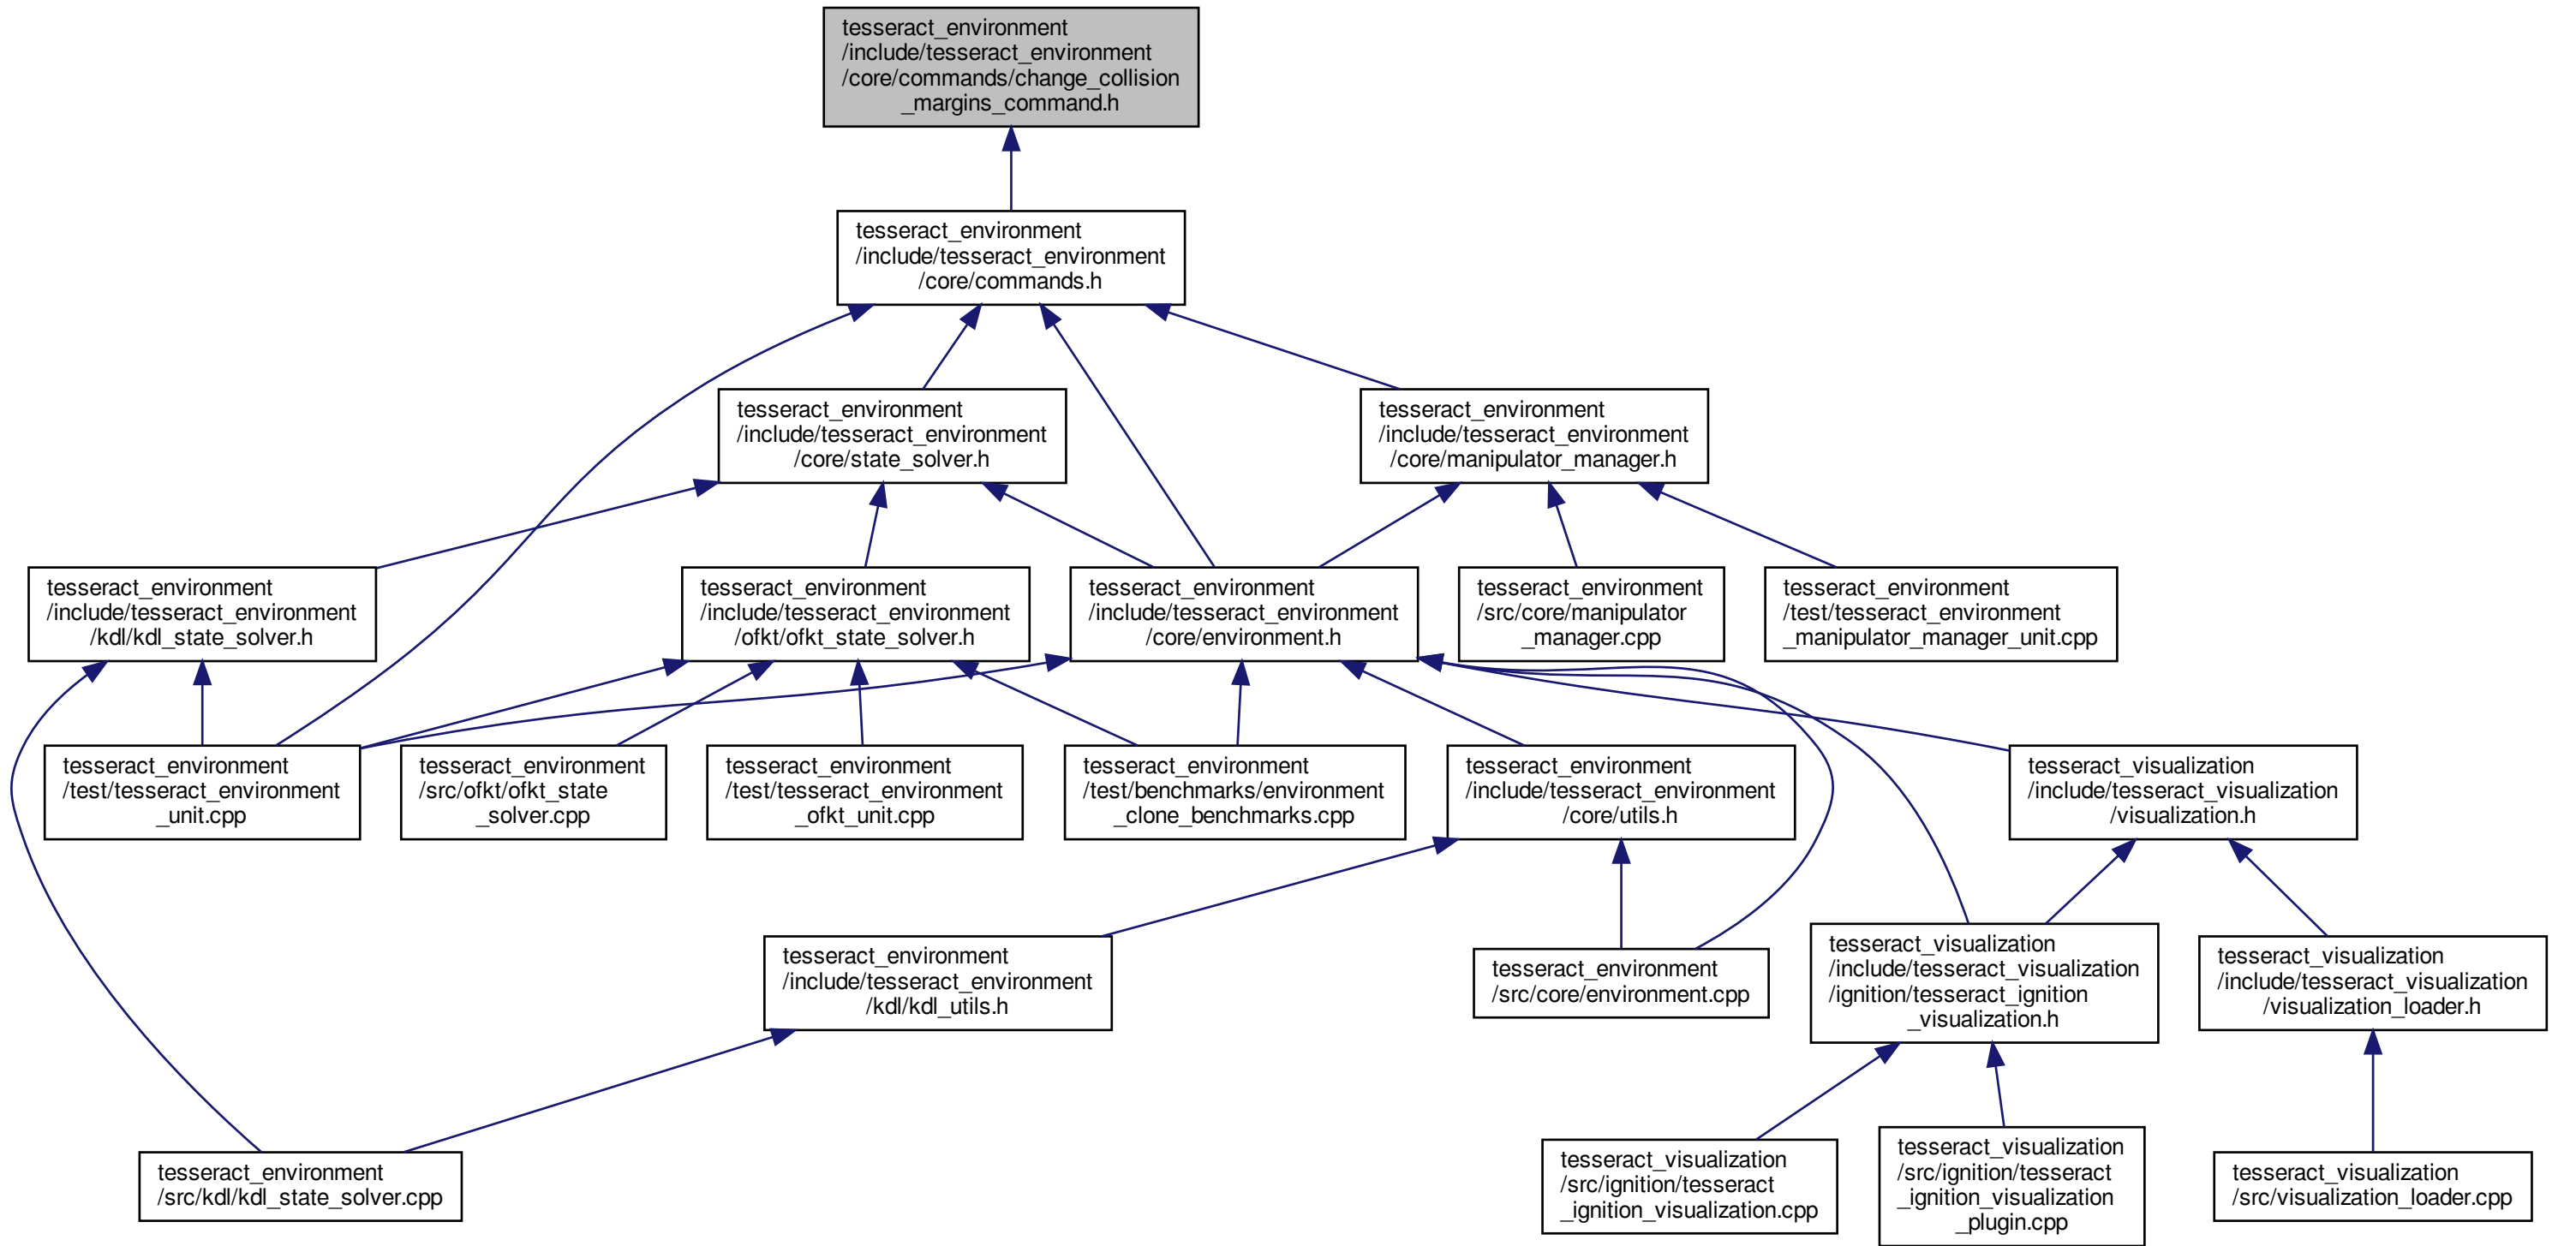 tesseract_environment
/include/tesseract_environment
/core/commands/change_collision
_margins_command.h
tesseract_environment
/include/tesseract_environment
/core/commands.h
tesseract_environment
/include/tesseract_environment
/core/state_solver.h
tesseract_environment
/include/tesseract_environment
/core/manipulator_manager.h
tesseract_environment
/include/tesseract_environment
/kdl/kdl_state_solver.h
tesseract_environment
/include/tesseract_environment
/ofkt/ofkt_state_solver.h
tesseract_environment
/include/tesseract_environment
/core/environment.h
tesseract_environment
/src/core/manipulator
_manager.cpp
tesseract_environment
/test/tesseract_environment
_manipulator_manager_unit.cpp
tesseract_environment
/test/tesseract_environment
_unit.cpp
tesseract_environment
/src/ofkt/ofkt_state
_solver.cpp
tesseract_environment
/test/tesseract_environment
_ofkt_unit.cpp
tesseract_environment
/test/benchmarks/environment
_clone_benchmarks.cpp
tesseract_environment
/include/tesseract_environment
/core/utils.h
tesseract_visualization
/include/tesseract_visualization
/visualization.h
tesseract_environment
/include/tesseract_environment
/kdl/kdl_utils.h
tesseract_environment
/src/core/environment.cpp
tesseract_visualization
/include/tesseract_visualization
/ignition/tesseract_ignition
_visualization.h
tesseract_visualization
/include/tesseract_visualization
/visualization_loader.h
tesseract_environment
/src/kdl/kdl_state_solver.cpp
tesseract_visualization
/src/ignition/tesseract
_ignition_visualization.cpp
tesseract_visualization
/src/ignition/tesseract
_ignition_visualization
_plugin.cpp
tesseract_visualization
/src/visualization_loader.cpp